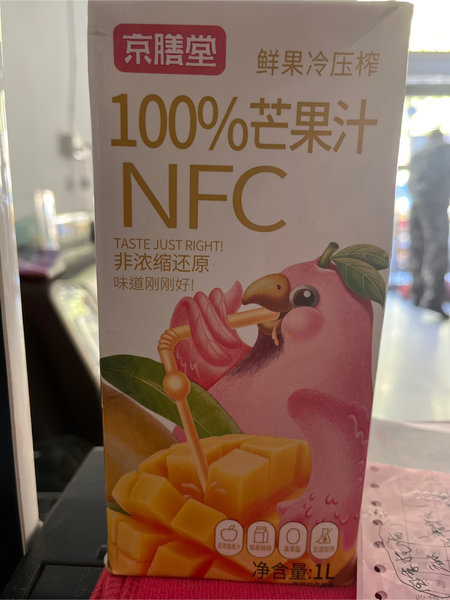 京膳堂
鲜果冷压榨
100%芒果汁
NFC
TASTE JUST RIGHT!
非浓缩还原
味道刚刚好!
净含量:1L